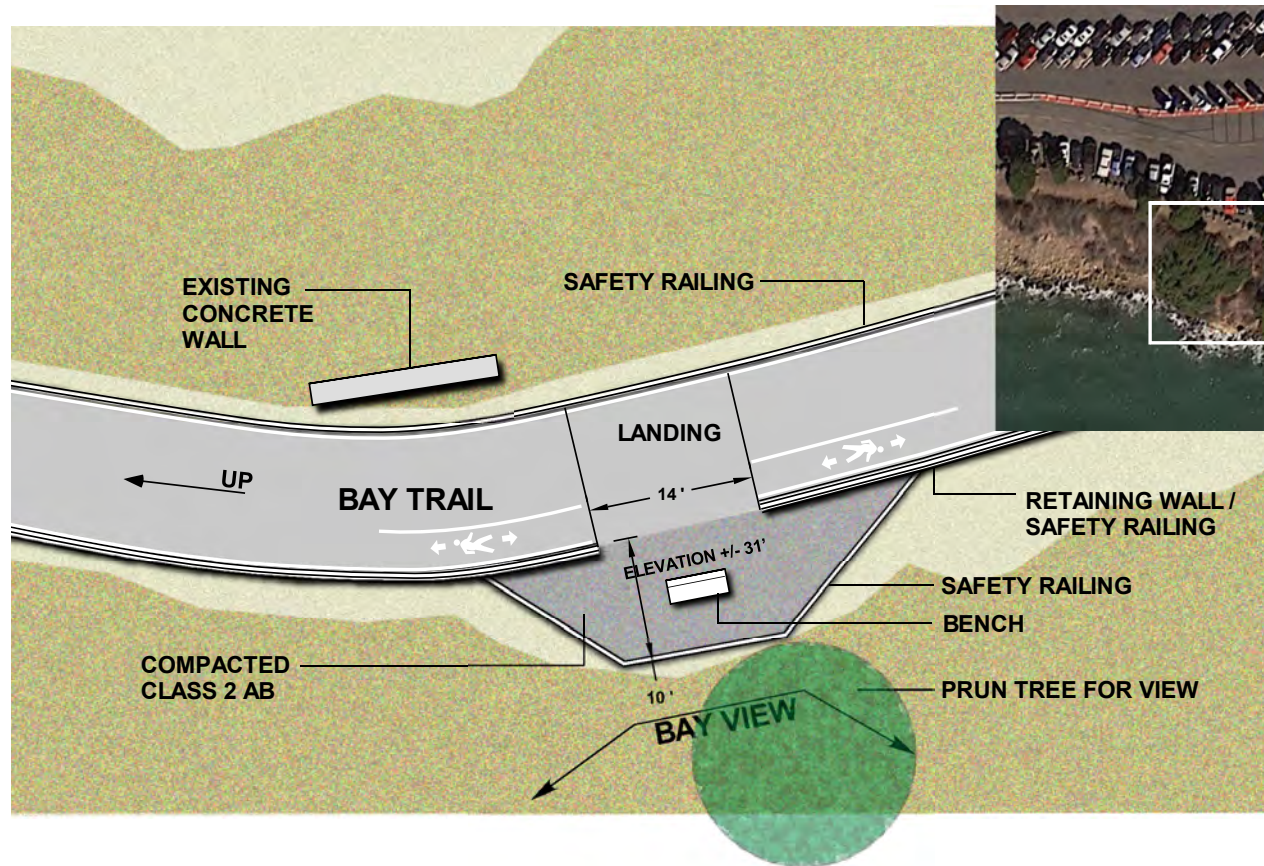 EXISTING
CONCRETE
WALL
SAFETY RAILING
LANDING
UP
BAY TRAIL
14 '
RETAINING WALL /
SAFETY RAILING
ELEVATION +/- 31'
SAFETY RAILING
BENCH
COMPACTED
CLASS 2 AB
PRUN TREE FOR VIEW
10 '
BAY VIEW